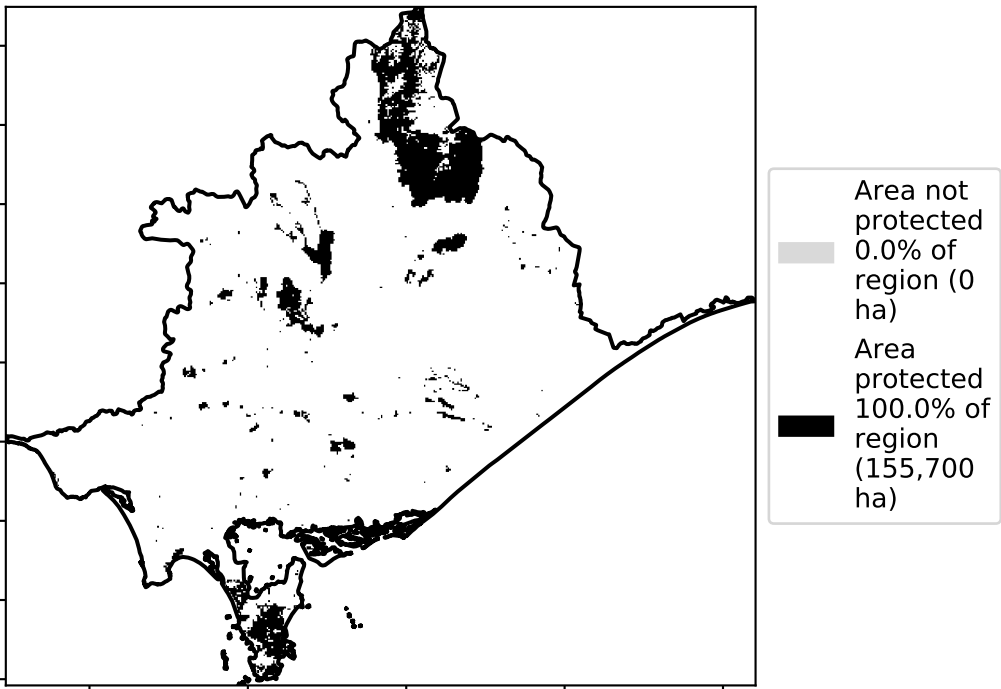 Area not
protected
0.0% of
region (0
ha)
Area
protected
100.0% of
region
(155,700
ha)